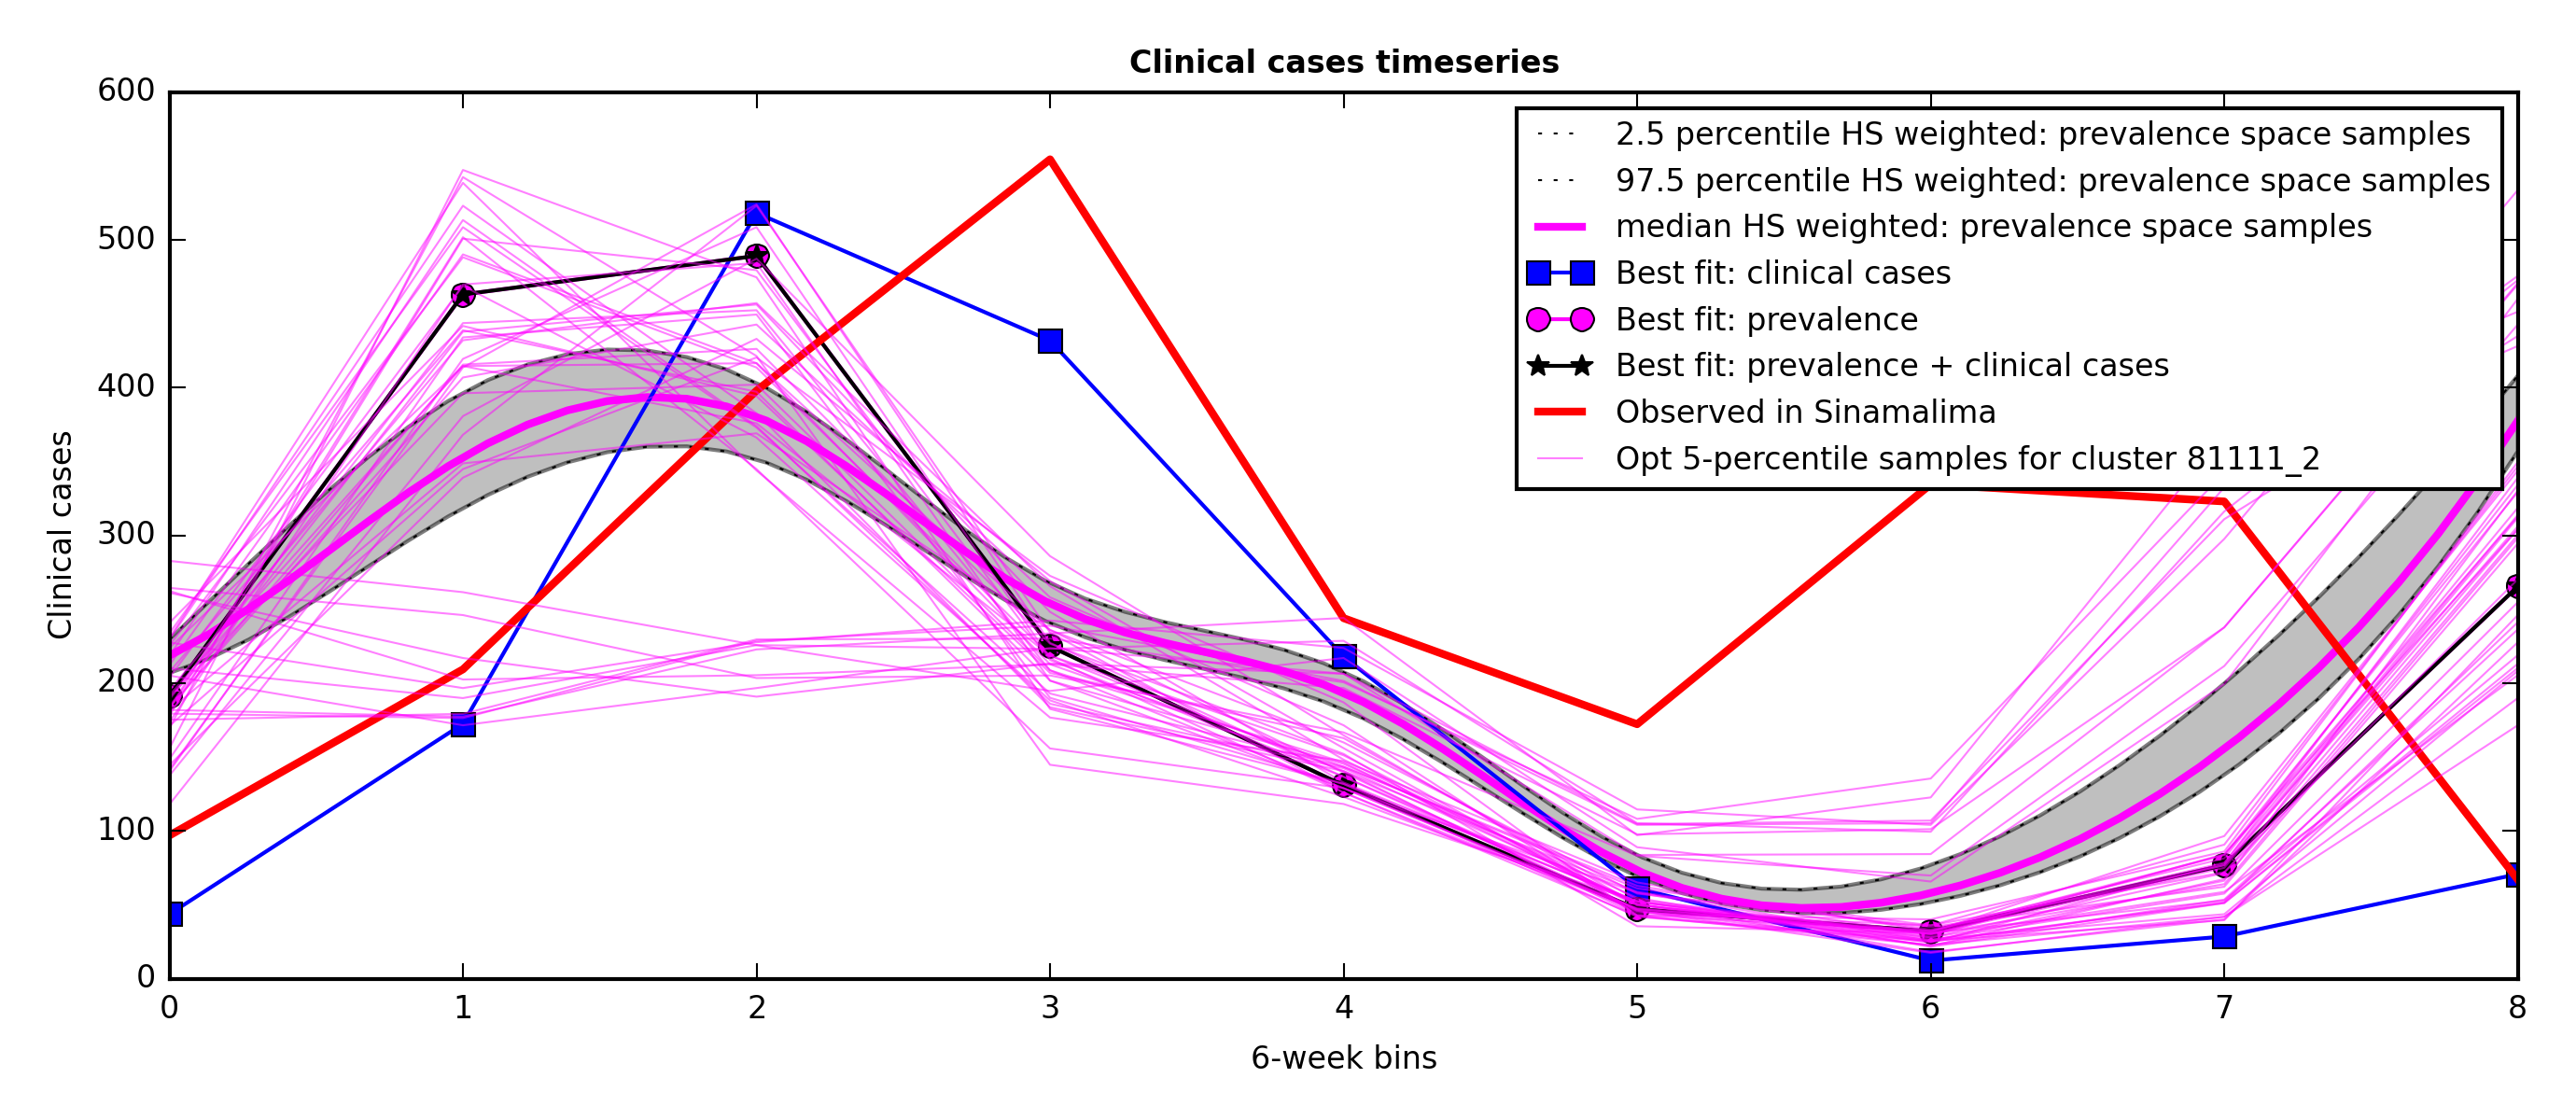 Clinical cases timeseries
600
500
400
300
200
100
0
Clinical cases
2.5 percentile HS weighted: prevalence space samples
97.5 percentile HS weighted: prevalence space samples
median HS weighted: prevalence space samples
Best fit: clinical cases
Best fit: prevalence
Best fit: prevalence + clinical cases
Observed in Sinamalima
Opt 5-percentile samples for cluster 81111_2
0 1 2 3 4 5 6 7 8
6-week bins